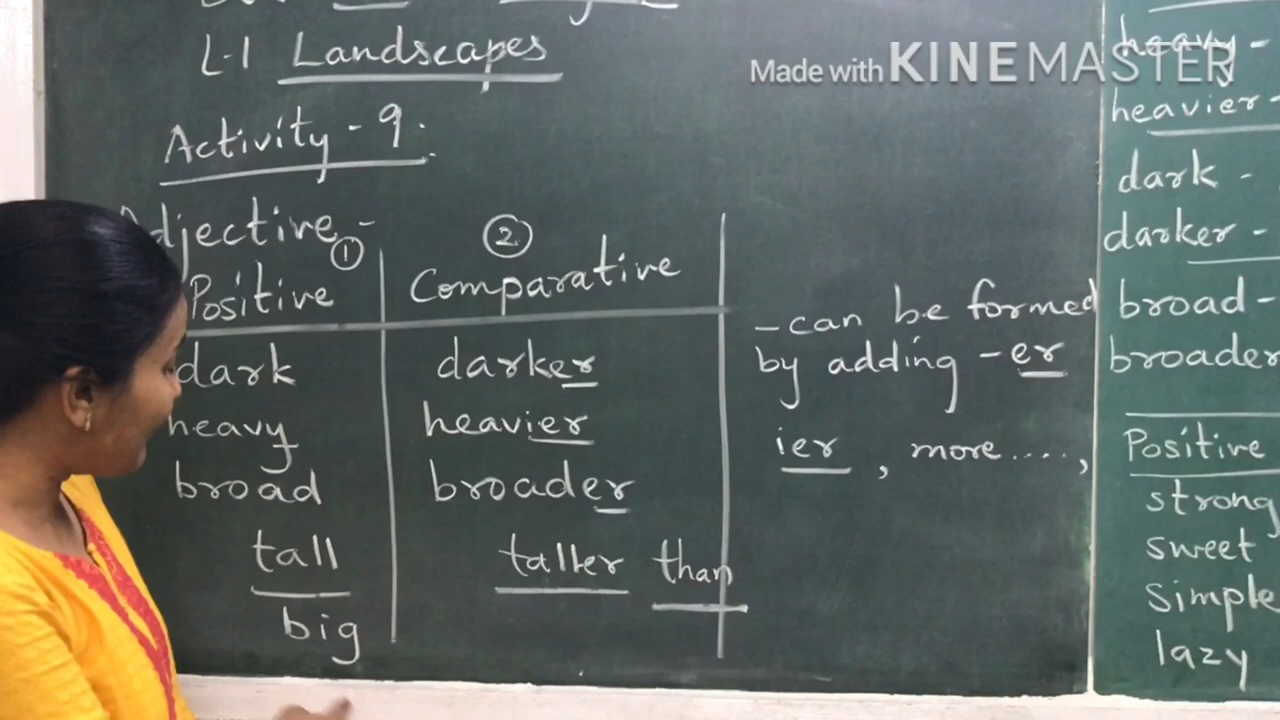 L-1 Landscapes
Made with KINEMASTER
Activity - 9.
Adjective -
① ②
Positive Comparative
dark darker
heavy heavier
broad broader
tall taller than
big
- can be formed
by adding - er
ier, more....,
heavy -
heavier -
dark -
darker -
broad -
broader
Positive
strong
sweet
simple
lazy